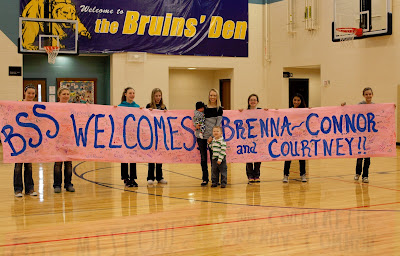 Welcome to
the Bruins' Den
BSS WELCOMES BRENNA~CONNOR
and COURTNEY!!